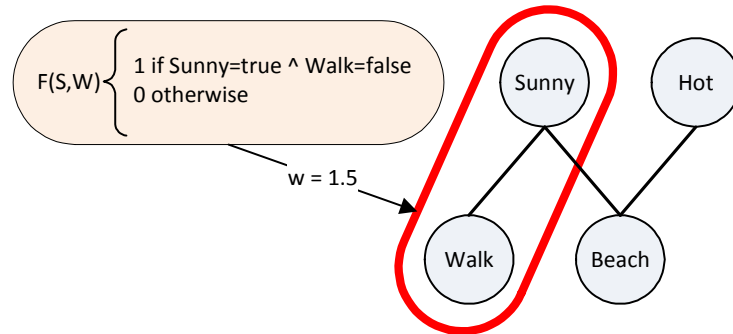 F(S,W)
1 if Sunny=true ^ Walk=false
0 otherwise
Sunny
Hot
w = 1.5
Walk
Beach